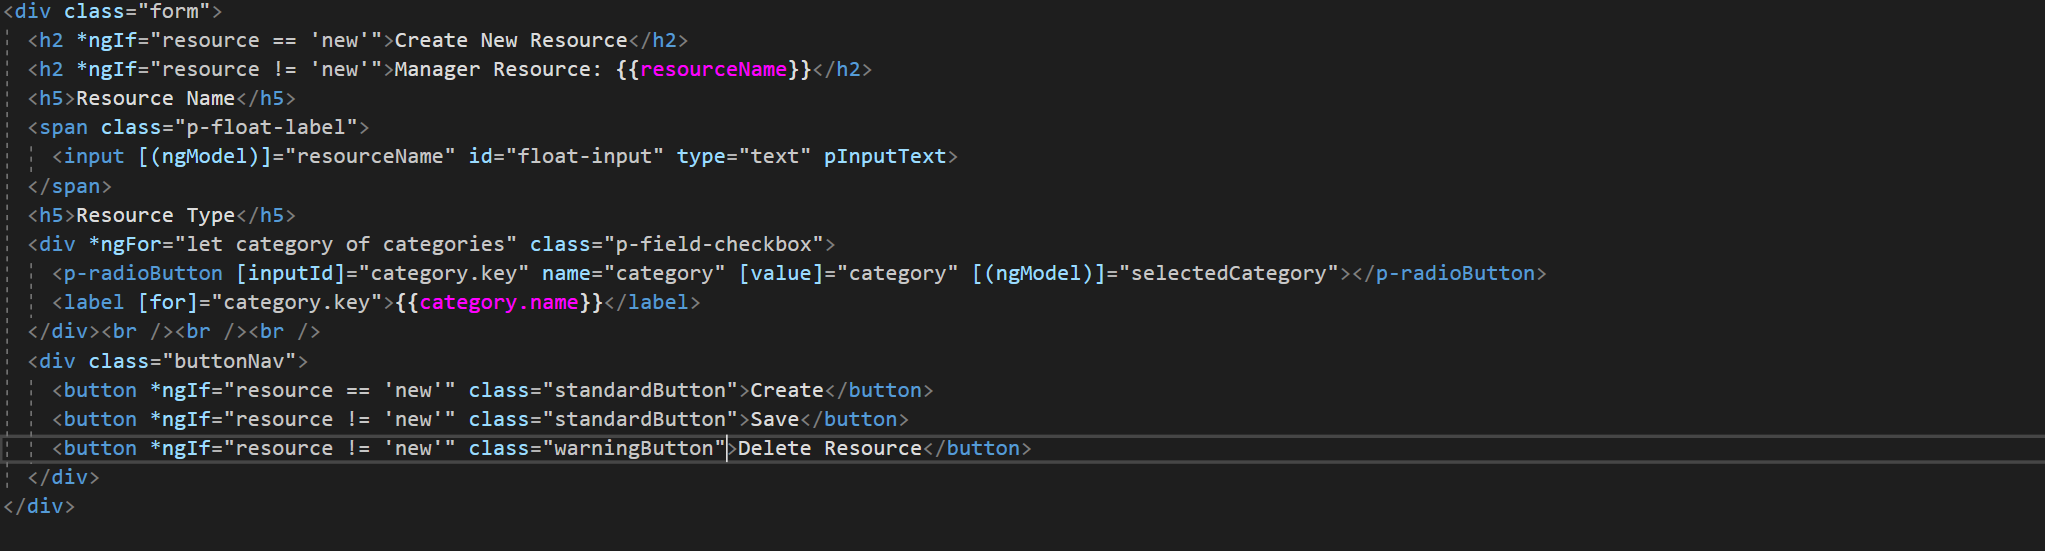 <div class="form">
<h2 *ngIf="resource == 'new'">Create New Resource</h2>
<h2 *ngIf="resource != 'new'">Manager Resource: {{resourceName}}</h2>
<h5>Resource Name</h5>
<span class="p-float-label">
<input [(ngModel)]="resourceName" id="float-input" type="text" pInputText>
</span>
<h5>Resource Type</h5>
<div *ngFor="let category of categories" class="p-field-checkbox">
<p-radioButton [inputId]="category.key" name="category" [value]="category" [(ngModel)]="selectedCategory"></p-radioButton>
<label [for]="category.key">{{category.name}}</label>
</div><br /><br /><br />
<div class="buttonNav">
<button *ngIf="resource == 'new'" class="standardButton">Create</button>
<button *ngIf="resource != 'new'" class="standardButton">Save</button>
<button *ngIf="resource != 'new'" class="warningButton">Delete Resource</button>
</div>
</div>